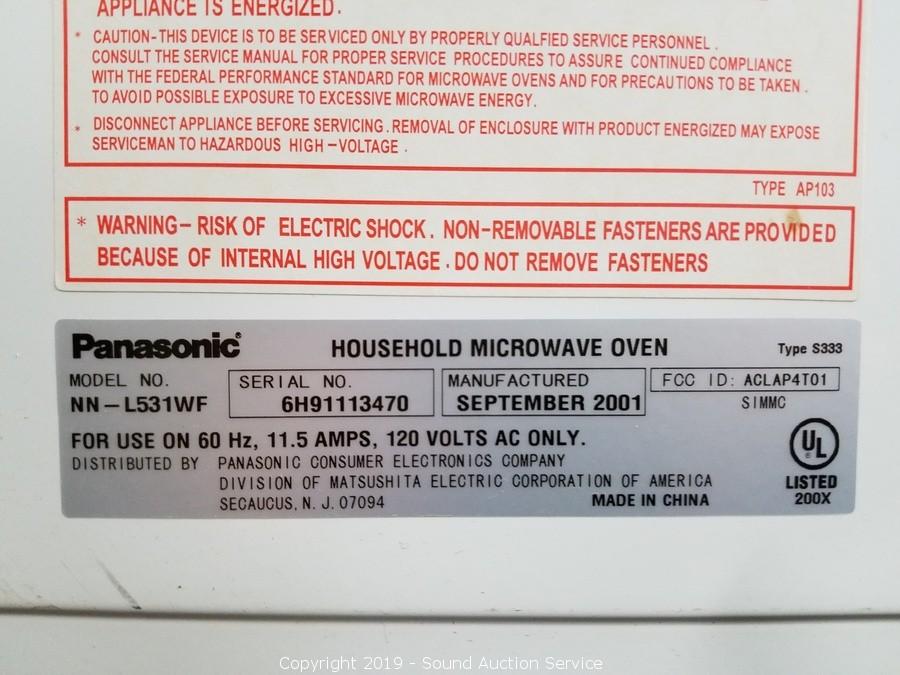 APPLIANCE IS ENERGIZED.
* CAUTION-THIS DEVICE IS TO BE SERVICED ONLY BY PROPERLY QUALFIED SERVICE PERSONNEL.
CONSULT THE SERVICE MANUAL FOR PROPER SERVICE PROCEDURES TO ASSURE CONTINUED COMPLIANCE
WITH THE FEDERAL PERFORMANCE STANDARD FOR MICROWAVE OVENS AND FOR PRECAUTIONS TO BE TAKEN.
TO AVOID POSSIBLE EXPOSURE TO EXCESSIVE MICROWAVE ENERGY.
* DISCONNECT APPLIANCE BEFORE SERVICING. REMOVAL OF ENCLOSURE WITH PRODUCT ENERGIZED MAY EXPOSE
SERVICEMAN TO HAZARDOUS HIGH-VOLTAGE.
TYPE AP103
* WARNING- RISK OF ELECTRIC SHOCK. NON-REMOVABLE FASTENERS ARE PROVIDED
BECAUSE OF INTERNAL HIGH VOLTAGE. DO NOT REMOVE FASTENERS
Panasonic® HOUSEHOLD MICROWAVE OVEN Type S333
MODEL NO. SERIAL NO. MANUFACTURED FCC ID: ACLAP4T01
NN-L531WF 6H91113470 SEPTEMBER 2001 SIMMC
FOR USE ON 60 Hz, 11.5 AMPS, 120 VOLTS AC ONLY.
UL
DISTRIBUTED BY PANASONIC CONSUMER ELECTRONICS COMPANY
DIVISION OF MATSUSHITA ELECTRIC CORPORATION OF AMERICA LISTED
SECAUCUS, N. J. 07094 MADE IN CHINA 200X
Copyright 2019 - Sound Auction Service